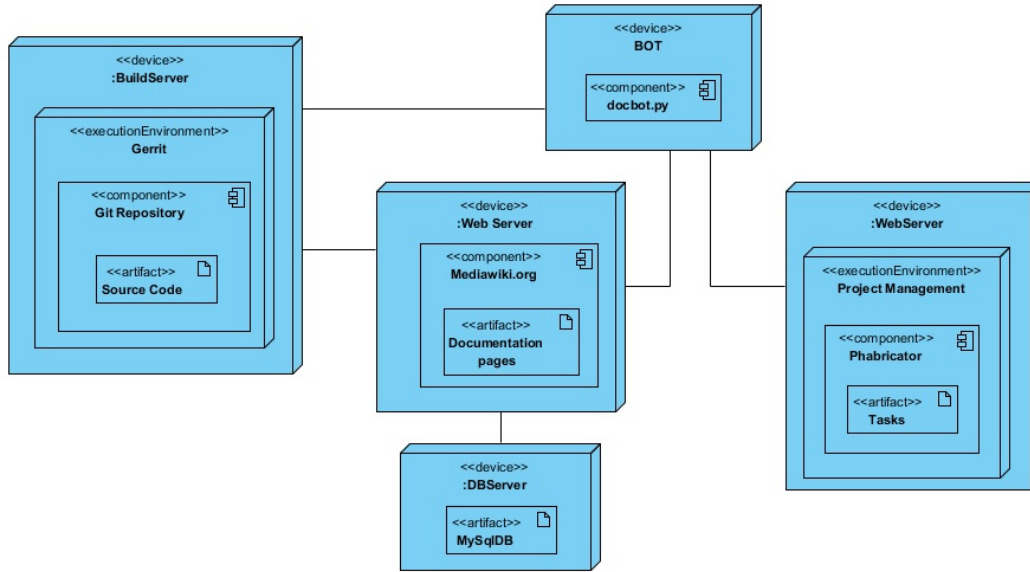 <<device>>
:BuildServer
<<executionEnvironment>>
Gerrit
<<component>>
Git Repository
<<artifact>>
Source Code
<<device>>
BOT
<<component>>
docbot.py
<<device>>
:Web Server
<<component>>
Mediawiki.org
<<artifact>>
Documentation
pages
<<device>>
:WebServer
<<executionEnvironment>>
Project Management
<<component>>
Phabricator
<<artifact>>
Tasks
<<device>>
:DBServer
<<artifact>>
MySqlDB